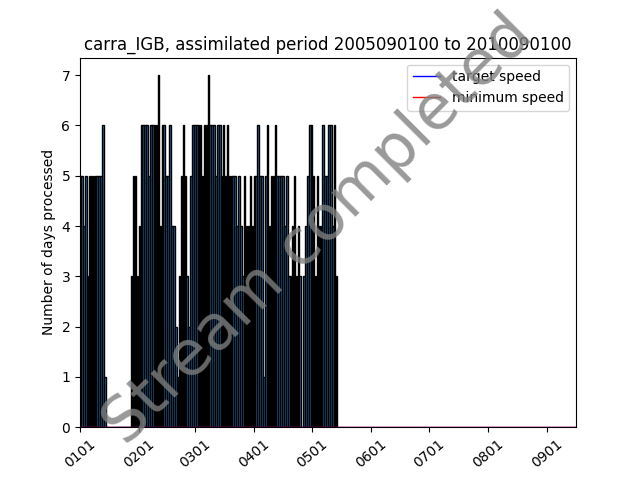 carra_IGB, assimilated period 2005090100 to 2010090100
target speed
minimum speed
Number of days processed
7
6
5
4
3
2
1
0
0101 0201 0301 0401 0501 0601 0701 0801 0901
Stream completed